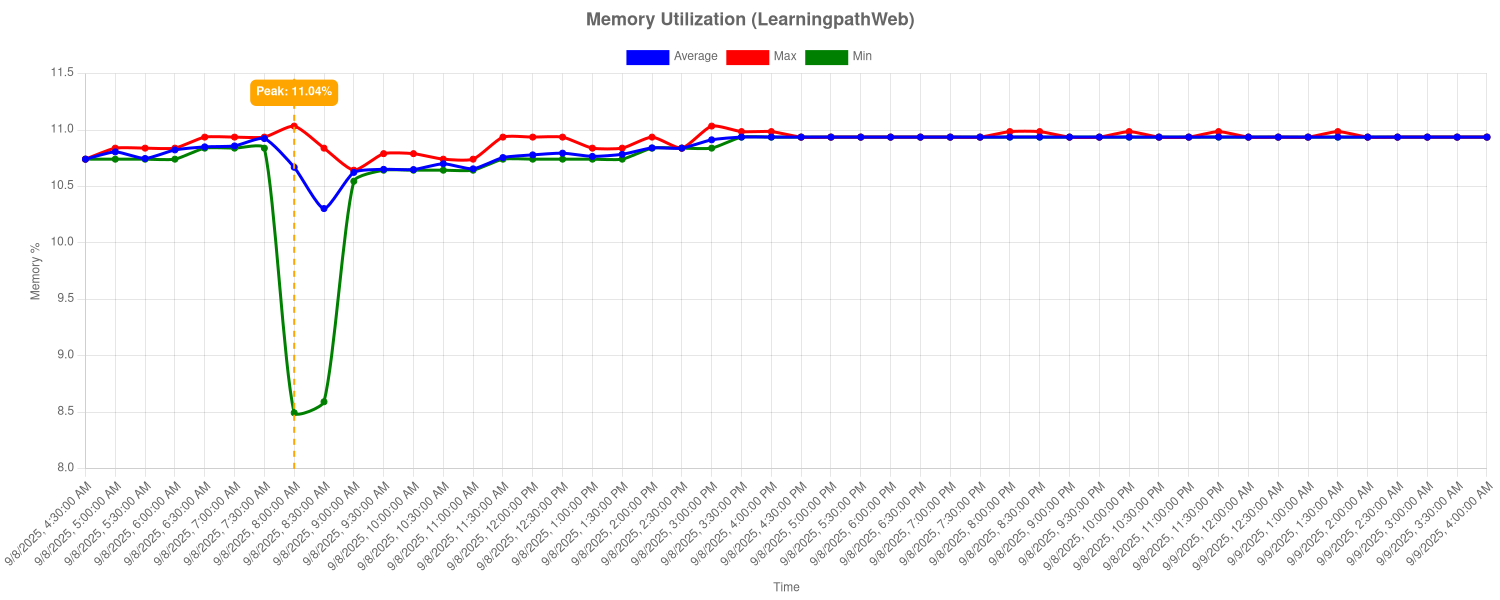 Memory Utilization (LearningpathWeb)
Average Max Min
Peak: 11.04%
11.5
11.0
10.5
10.0
9.5
9.0
8.5
8.0
Memory %
9/8/2025, 4:30:00 AM
9/8/2025, 5:00:00 AM
9/8/2025, 5:30:00 AM
9/8/2025, 6:00:00 AM
9/8/2025, 6:30:00 AM
9/8/2025, 7:00:00 AM
9/8/2025, 7:30:00 AM
9/8/2025, 8:00:00 AM
9/8/2025, 8:30:00 AM
9/8/2025, 9:00:00 AM
9/8/2025, 9:30:00 AM
9/8/2025, 10:00:00 AM
9/8/2025, 10:30:00 AM
9/8/2025, 11:00:00 AM
9/8/2025, 11:30:00 AM
9/8/2025, 12:00:00 PM
9/8/2025, 12:30:00 PM
9/8/2025, 1:00:00 PM
9/8/2025, 1:30:00 PM
9/8/2025, 2:00:00 PM
9/8/2025, 2:30:00 PM
9/8/2025, 3:00:00 PM
9/8/2025, 3:30:00 PM
9/8/2025, 4:00:00 PM
9/8/2025, 4:30:00 PM
9/8/2025, 5:00:00 PM
9/8/2025, 5:30:00 PM
9/8/2025, 6:00:00 PM
9/8/2025, 6:30:00 PM
9/8/2025, 7:00:00 PM
9/8/2025, 7:30:00 PM
9/8/2025, 8:00:00 PM
9/8/2025, 8:30:00 PM
9/8/2025, 9:00:00 PM
9/8/2025, 9:30:00 PM
9/8/2025, 10:00:00 PM
9/8/2025, 10:30:00 PM
9/8/2025, 11:00:00 PM
9/8/2025, 11:30:00 PM
9/9/2025, 12:00:00 AM
9/9/2025, 12:30:00 AM
9/9/2025, 1:00:00 AM
9/9/2025, 1:30:00 AM
9/9/2025, 2:00:00 AM
9/9/2025, 2:30:00 AM
9/9/2025, 3:00:00 AM
9/9/2025, 3:30:00 AM
9/9/2025, 4:00:00 AM
Time